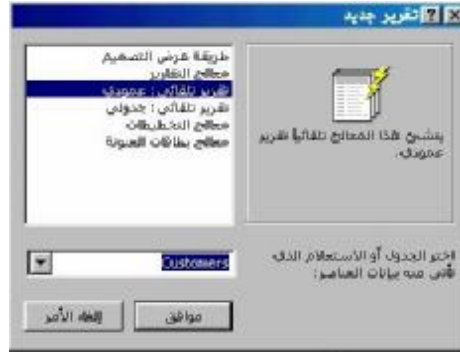 تقرير جديد
طريقة عرض التصميم
معالج التقارير
تقرير تلقائي: عمودي
تقرير تلقائي: جدولي
معالج التخطيطات
معالج بطاقات العنونة
ينشئ هذا المعالج تلقائياً تقرير
عمودي.
اختر الجدول أو الاستعلام الذي
تأتي منه بيانات العناصر:
Customers
موافق
إلغاء الأمر